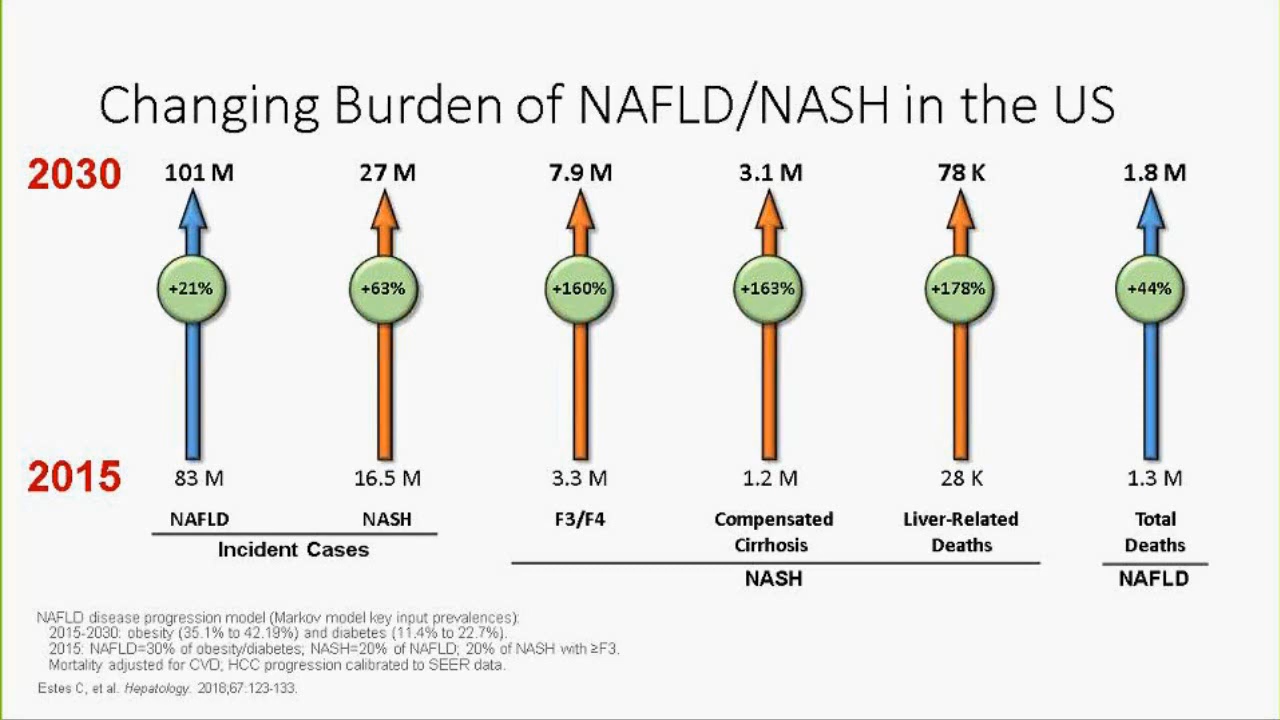 Changing Burden of NAFLD/NASH in the US
2030 101 M 27 M 7.9 M 3.1 M 78 K 1.8 M
+21% +63% +160% +163% +178% +44%
2015 83 M 16.5 M 3.3 M 1.2 M 28 K 1.3 M
NAFLD NASH F3/F4 Compensated Liver-Related Total
Cirrhosis Deaths Deaths
Incident Cases
NASH NAFLD
NAFLD disease progression model (Markov model key input prevalences):
2015-2030: obesity (35.1% to 42.19%) and diabetes (11.4% to 22.7%).
2015: NAFLD=30% of obesity/diabetes; NASH=20% of NAFLD; 20% of NASH with ≥F3.
Mortality adjusted for CVD; HCC progression calibrated to SEER data.
Estes C, et al. Hepatology. 2018;67:123-133.